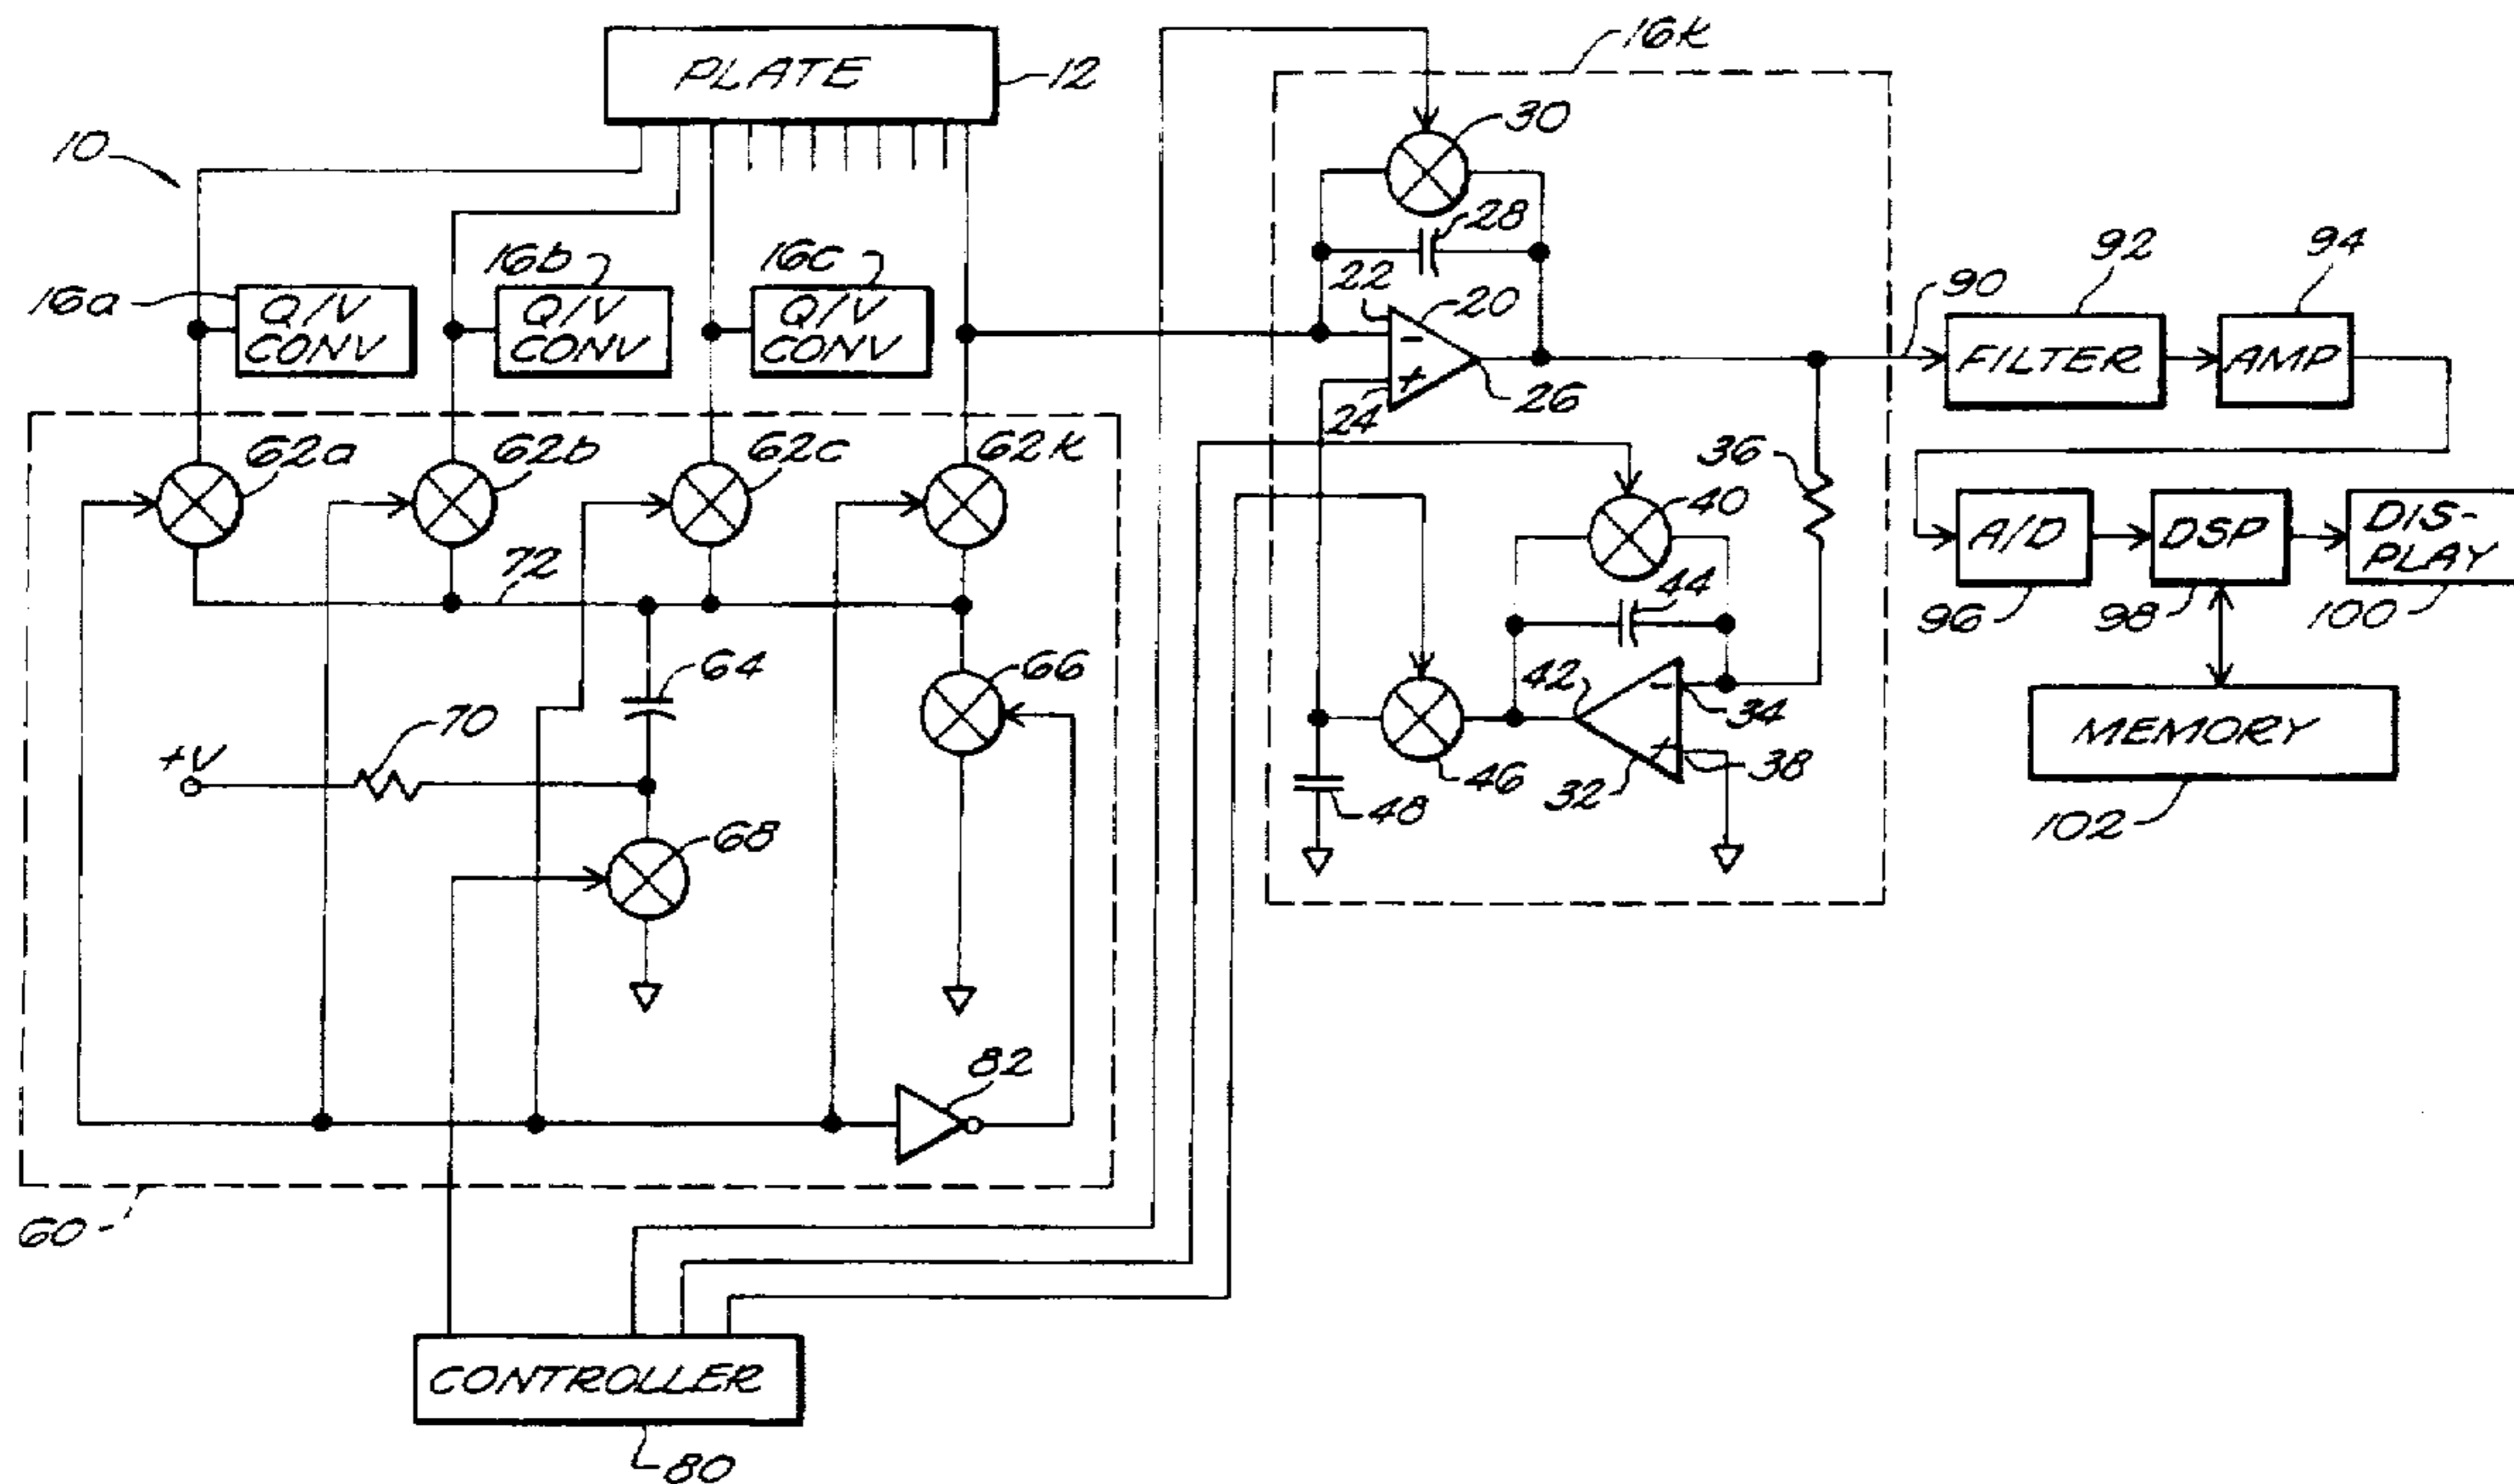 16k
PLATE
12
10
30
28
16b
16c
22
20
92
94
16a
Q/V
CONV
Q/V
CONV
Q/V
CONV
90
-
+
24
26
FILTER
AMP
62a
62b
62c
62k
36
40
72
A/D
DSP
DIS-
PLAY
96
98
100
44
64
66
42
-
34
70
+V
+
38
46
32
48
MEMORY
102
68
82
60
CONTROLLER
80